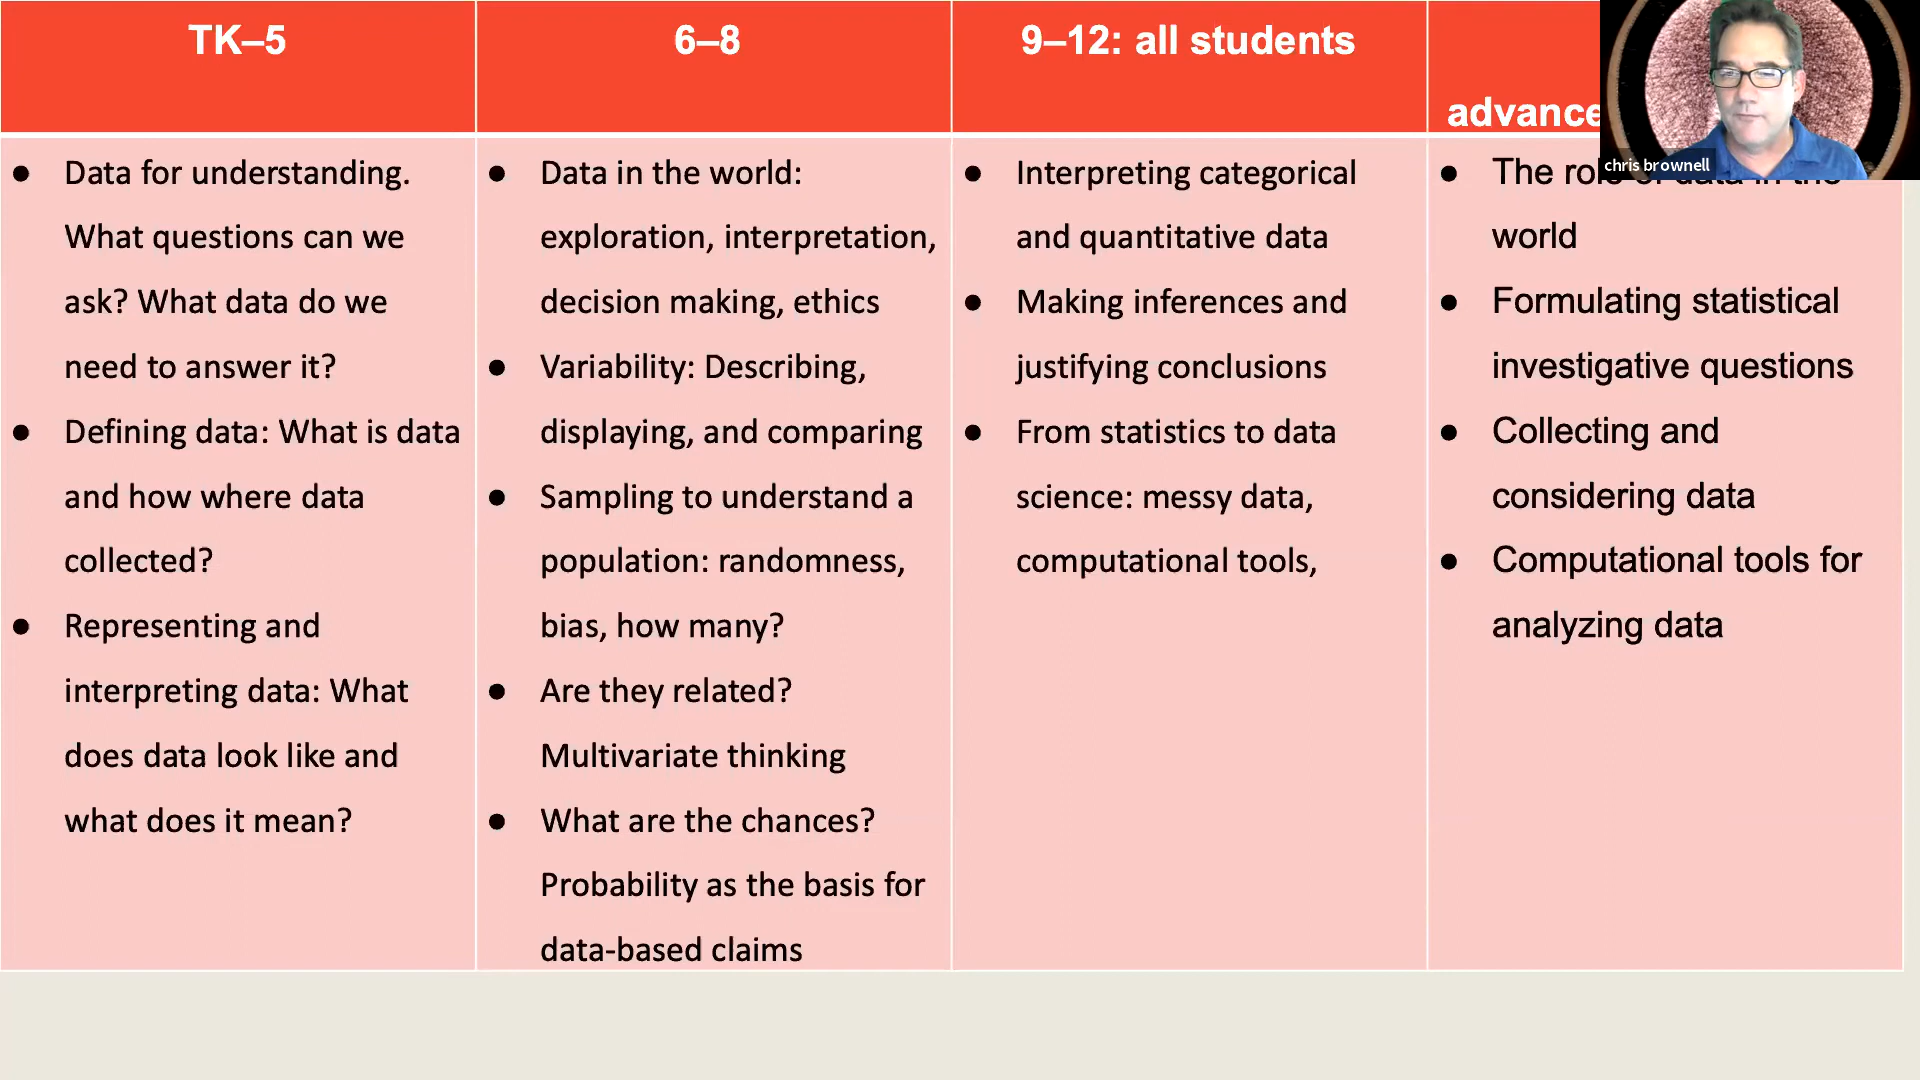 TK–5
Data for understanding.
What questions can we
ask? What data do we
need to answer it?
Defining data: What is data
and how where data
collected?
Representing and
interpreting data: What
does data look like and
what does it mean?
6–8
Data in the world:
exploration, interpretation,
decision making, ethics
Variability: Describing,
displaying, and comparing
Sampling to understand a
population: randomness,
bias, how many?
Are they related?
Multivariate thinking
What are the chances?
Probability as the basis for
data-based claims
9–12: all students
Interpreting categorical
and quantitative data
Making inferences and
justifying conclusions
From statistics to data
science: messy data,
computational tools,
The role of data in the
world
Formulating statistical
investigative questions
Collecting and
considering data
Computational tools for
analyzing data
chris brownell